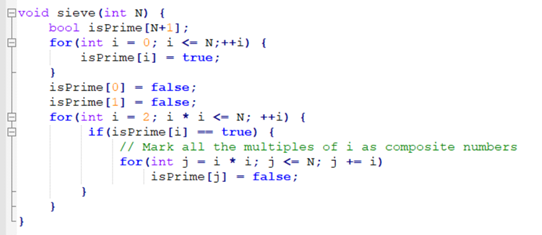 void sieve(int N) {
    bool isPrime[N+1];
    for(int i = 0; i <= N;++i) {
        isPrime[i] = true;
    }
    isPrime[0] = false;
    isPrime[1] = false;
    for(int i = 2; i * i <= N; ++i) {
         if(isPrime[i] == true) {
             // Mark all the multiples of i as composite numbers
             for(int j = i * i; j <= N; j += i)
                 isPrime[j] = false;
        }
    }
}